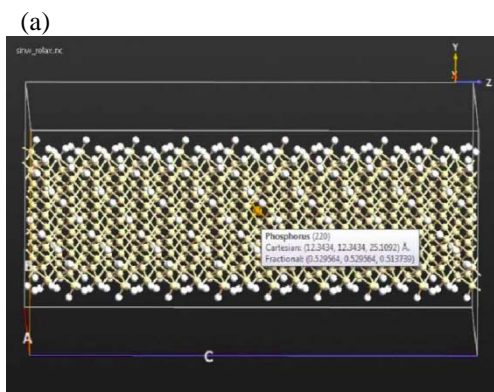 (a)
sinw_relax.nc
Y
X
Z
Phosphorus (220)
Cartesian: (12.3434, 12.3434, 25.1092) Å
Fractional: (0.529564, 0.529564, 0.513739)
B
A
C